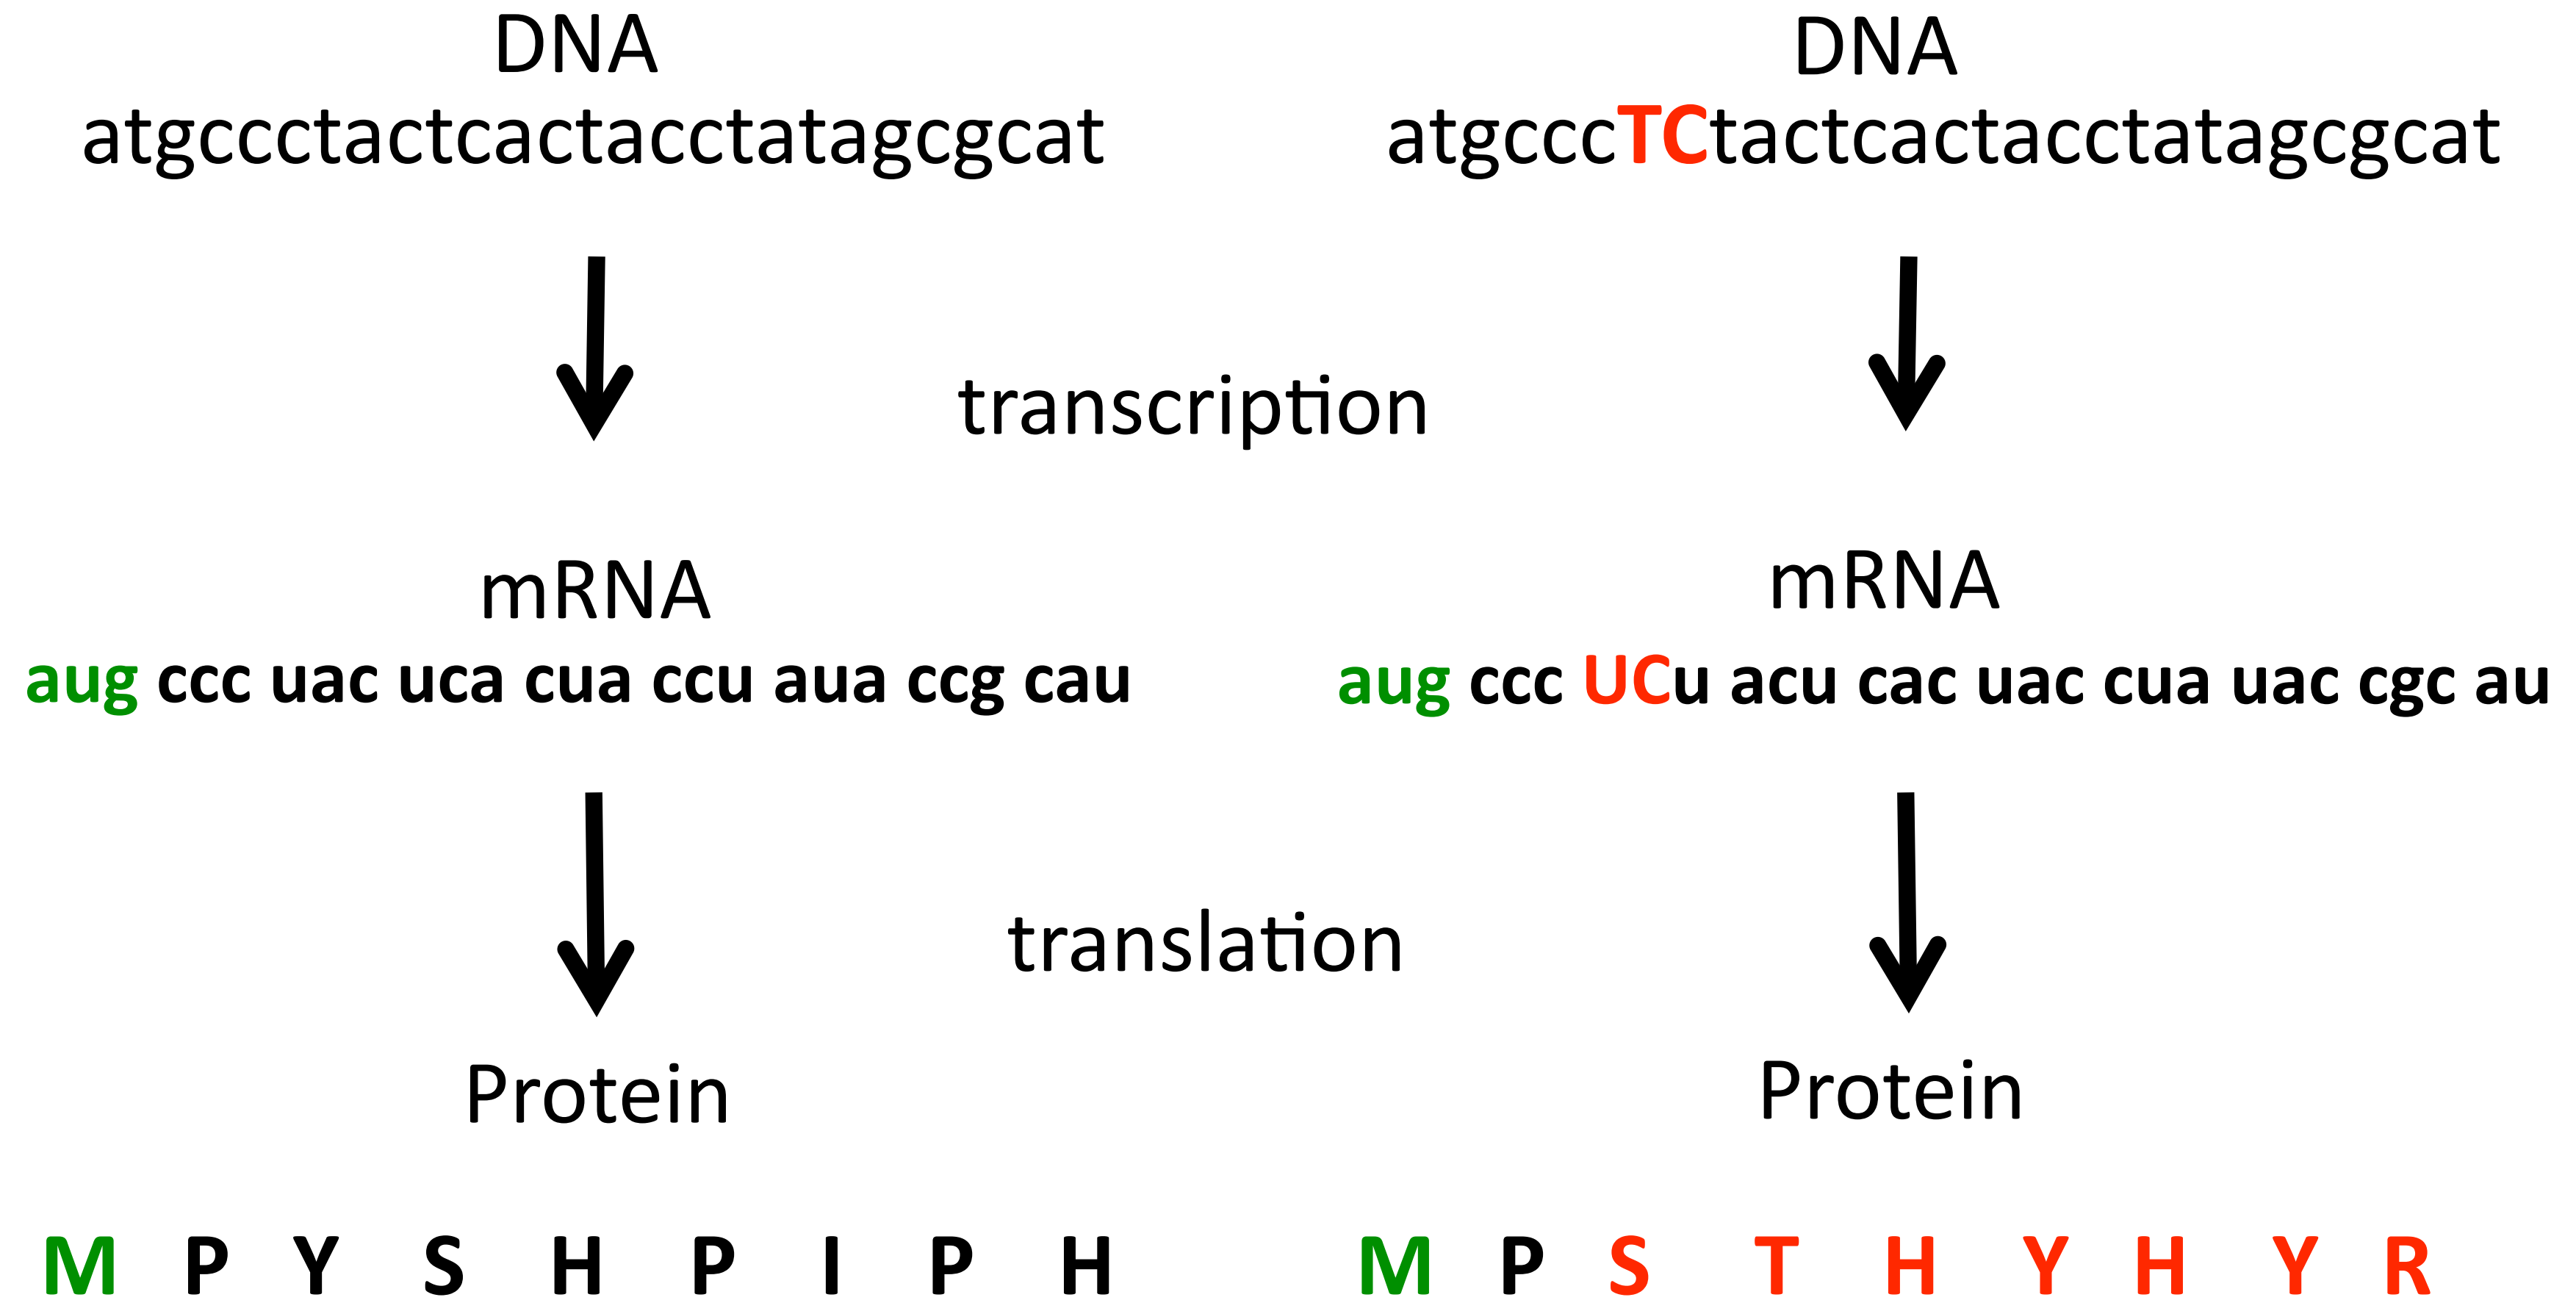 DNA
atgccctactcactacctatagcgcat
transcription
mRNA
aug ccc uac uca cua ccu aua ccg cau
translation
Protein
M P Y S H P I P H
DNA
atgcccTCtactcactacctatagcgcat
mRNA
aug ccc UCu acu cac uac cua uac cgc au
Protein
M P S T H Y H Y R